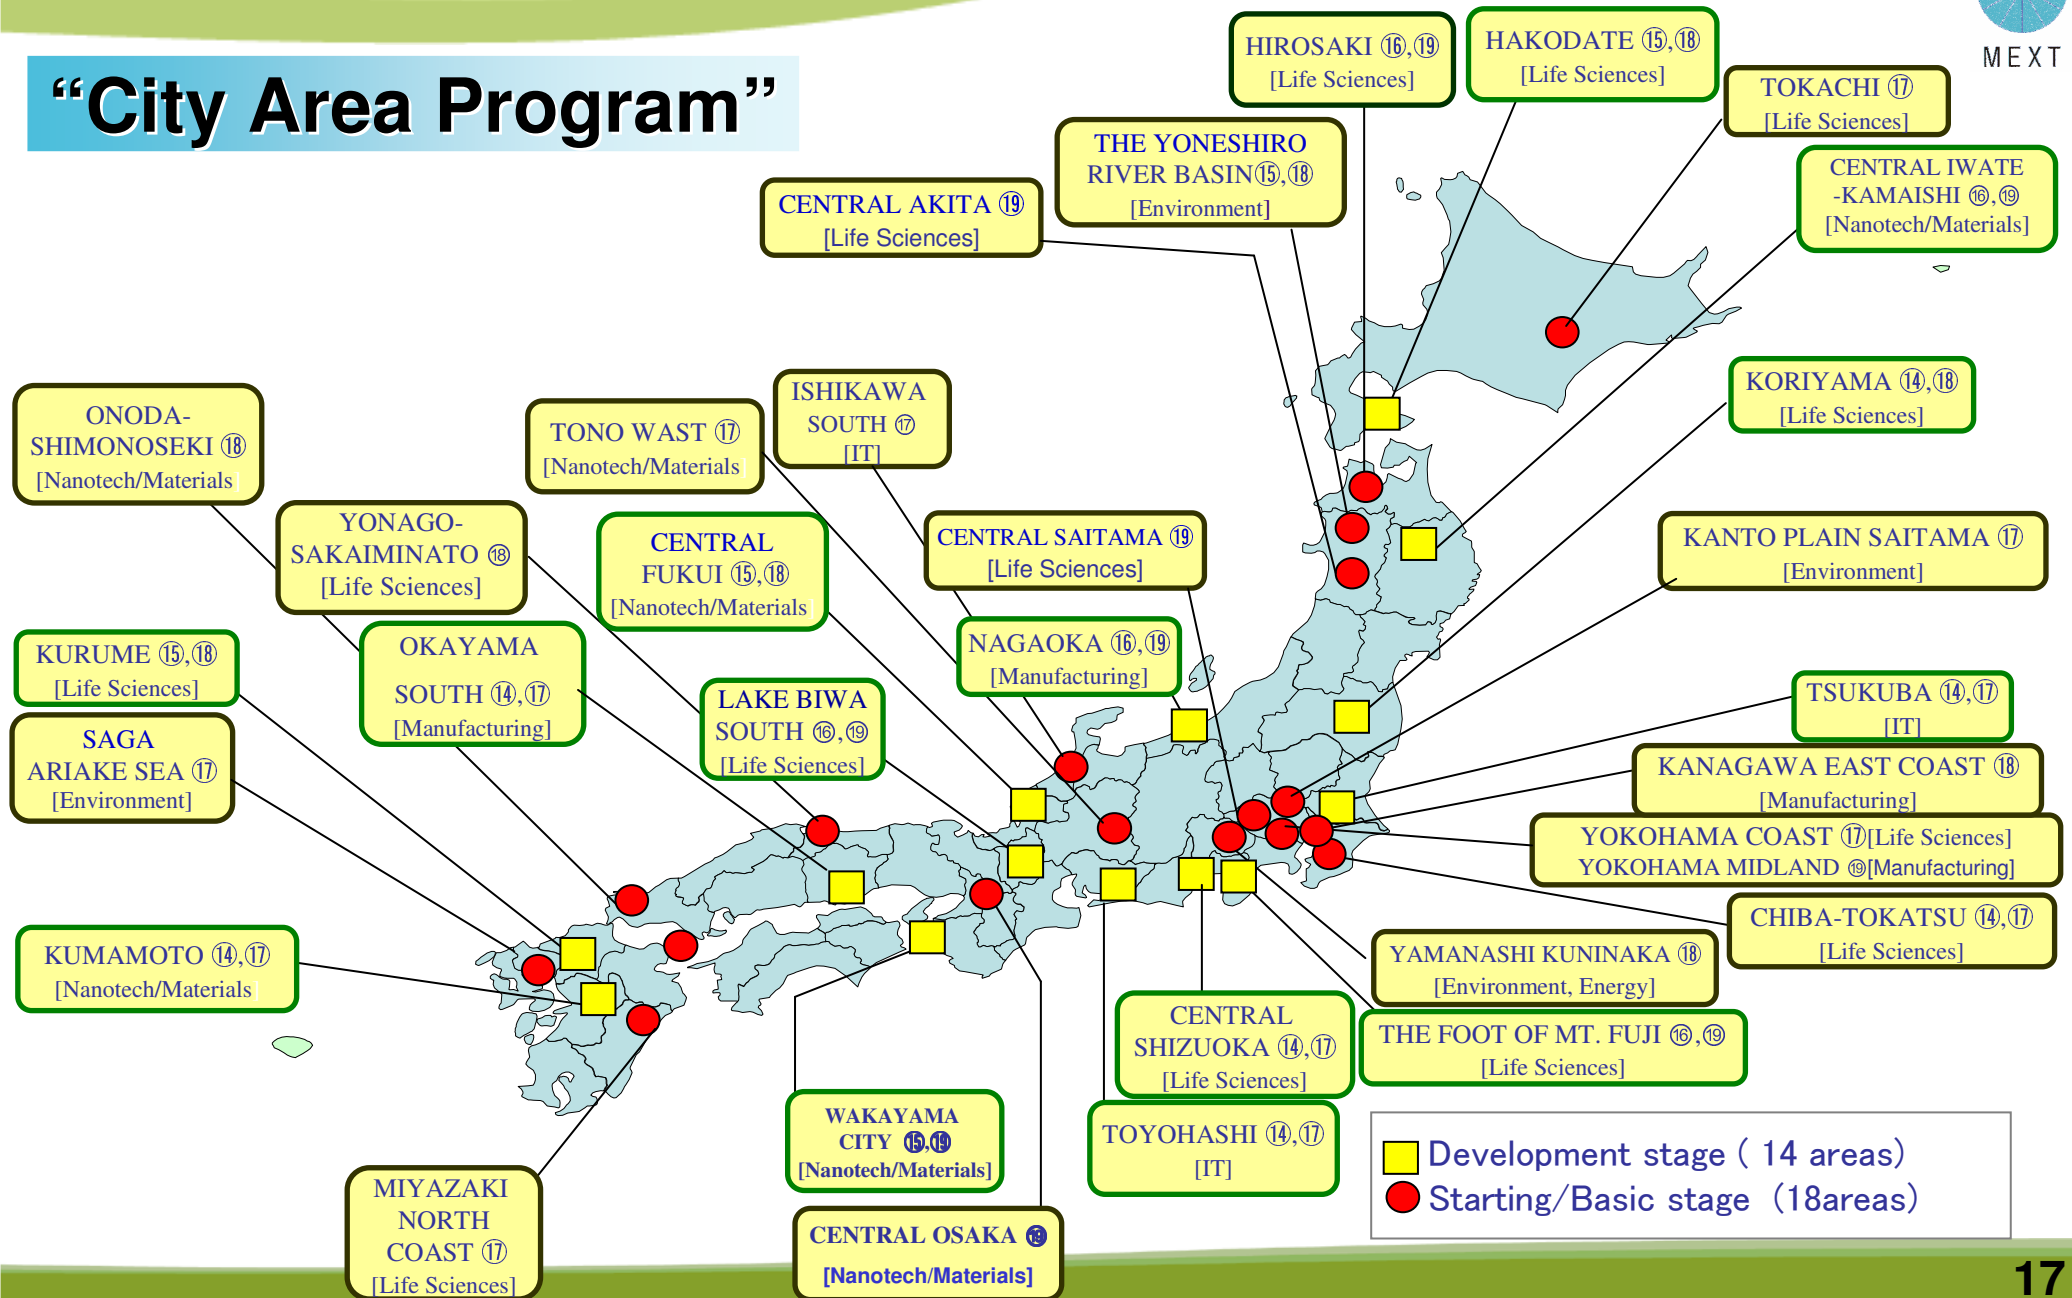 MEXT
“City Area Program”
HIROSAKI ⑯,⑲
[Life Sciences]
HAKODATE ⑮,⑱
[Life Sciences]
TOKACHI ⑰
[Life Sciences]
THE YONESHIRO
RIVER BASIN⑮,⑱
[Environment]
CENTRAL IWATE
-KAMAISHI ⑯,⑲
[Nanotech/Materials]
CENTRAL AKITA ⑲
[Life Sciences]
KORIYAMA ⑭,⑱
[Life Sciences]
ONODA-
SHIMONOSEKI ⑱
[Nanotech/Materials]
TONO WAST ⑰
[Nanotech/Materials]
ISHIKAWA
SOUTH ⑰
[IT]
YONAGO-
SAKAIMINATO ⑱
[Life Sciences]
CENTRAL
FUKUI ⑮,⑱
[Nanotech/Materials]
CENTRAL SAITAMA ⑲
[Life Sciences]
KANTO PLAIN SAITAMA ⑰
[Environment]
KURUME ⑮,⑱
[Life Sciences]
OKAYAMA
SOUTH ⑭,⑰
[Manufacturing]
NAGAOKA ⑯,⑲
[Manufacturing]
LAKE BIWA
SOUTH ⑯,⑲
[Life Sciences]
TSUKUBA ⑭,⑰
[IT]
SAGA
ARIAKE SEA ⑰
[Environment]
KANAGAWA EAST COAST ⑱
[Manufacturing]
YOKOHAMA COAST ⑰[Life Sciences]
YOKOHAMA MIDLAND ⑲[Manufacturing]
CHIBA-TOKATSU ⑭,⑰
[Life Sciences]
KUMAMOTO ⑭,⑰
[Nanotech/Materials]
YAMANASHI KUNINAKA ⑱
[Environment, Energy]
CENTRAL
SHIZUOKA ⑭,⑰
[Life Sciences]
THE FOOT OF MT. FUJI ⑯,⑲
[Life Sciences]
WAKAYAMA
CITY ⑮,⑲
[Nanotech/Materials]
TOYOHASHI ⑭,⑰
[IT]
MIYAZAKI
NORTH
COAST ⑰
[Life Sciences]
CENTRAL OSAKA ⑲
[Nanotech/Materials]
Development stage ( 14 areas)
Starting/Basic stage (18areas)
17